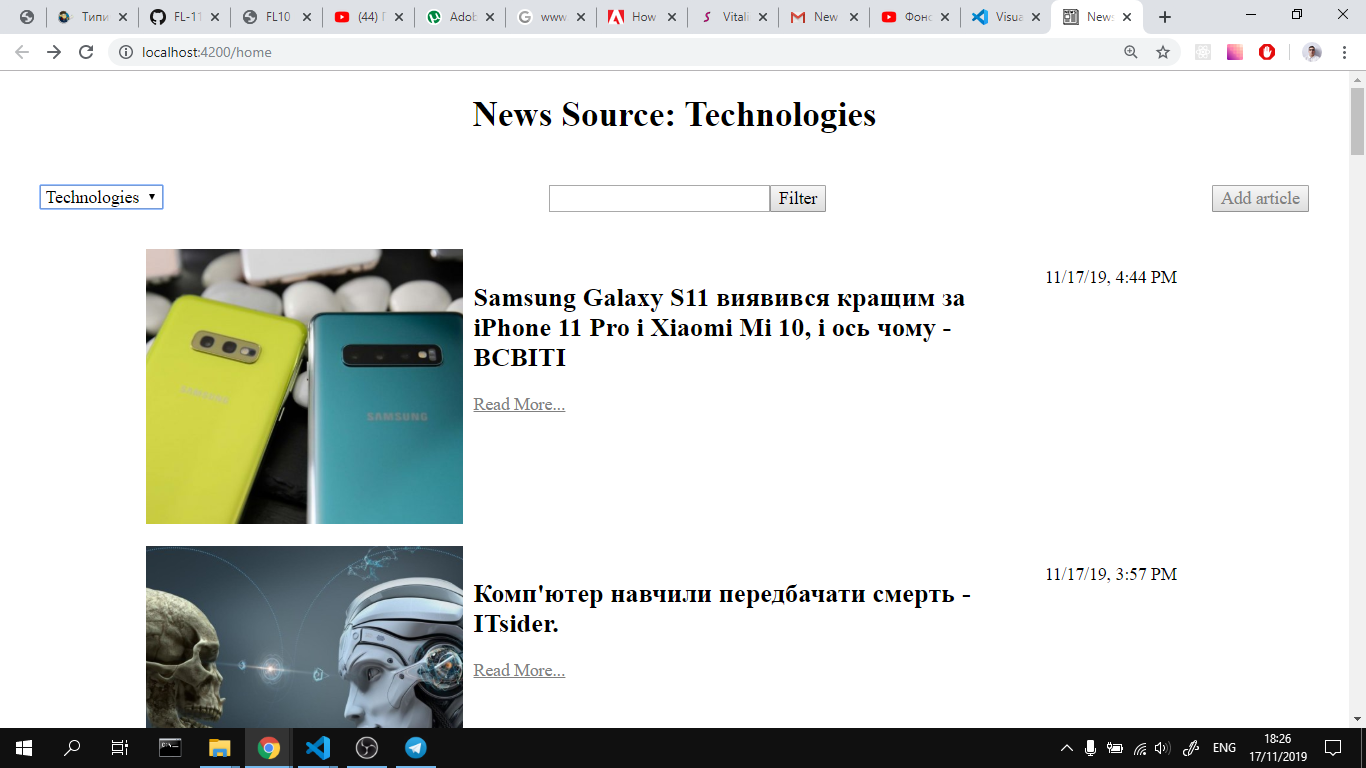 Типи
FL-11
FL10
(44) Г
Adob
www
How
Vitali
New
Фоно
Visua
News
localhost:4200/home
News Source: Technologies
Technologies
Filter
Add article
SAMSUNG
SAMSUNG
11/17/19, 4:44 PM
Samsung Galaxy S11 виявився кращим за
iPhone 11 Pro і Xiaomi Mi 10, і ось чому -
ВСВІТІ
Read More...
11/17/19, 3:57 PM
Комп'ютер навчили передбачати смерть -
ITsider.
Read More...
ENG
18:26
17/11/2019